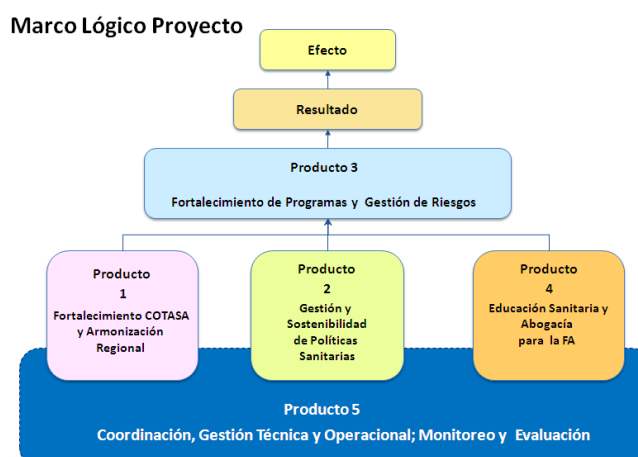 Marco Lógico Proyecto
Efecto
Resultado
Producto 3
Fortalecimiento de Programas y Gestión de Riesgos
Producto
1
Fortalecimiento COTASA
y Armonización
Regional
Producto
2
Gestión y
Sostenibilidad
de Políticas
Sanitarias
Producto
4
Educación Sanitaria y
Abogacía
para la FA
Producto 5
Coordinación, Gestión Técnica y Operacional; Monitoreo y Evaluación